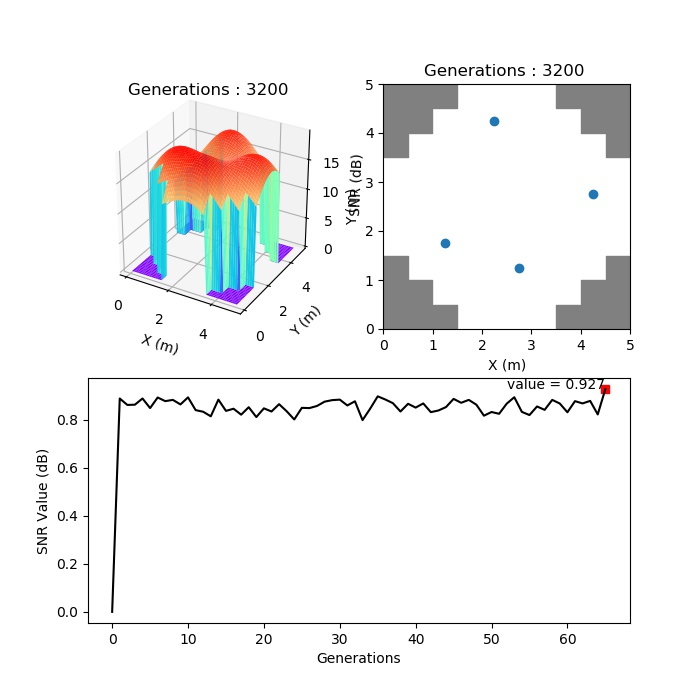 Generations : 3200
15
10
5
0
SNR (dB)
0
2
4
X (m)
0
2
4
Y (m)
Generations : 3200
5
4
3
2
1
0
Y (m)
0 1 2 3 4 5
X (m)
value = 0.927
0.8
0.6
0.4
0.2
0.0
SNR Value (dB)
0 10 20 30 40 50 60
Generations